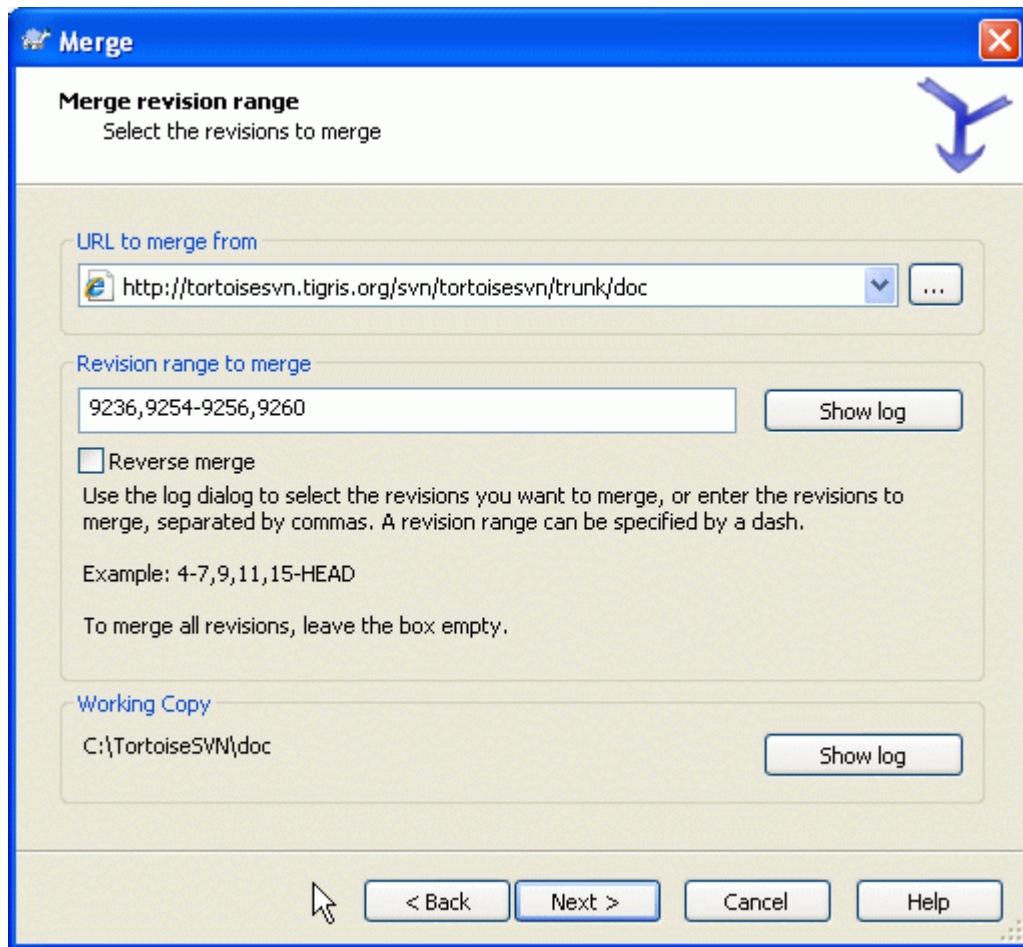 Merge
Merge revision range
Select the revisions to merge
URL to merge from
http://tortoisesvn.tigris.org/svn/tortoisesvn/trunk/doc
...
Revision range to merge
9236,9254-9256,9260
Show log
Reverse merge
Use the log dialog to select the revisions you want to merge, or enter the revisions to
merge, separated by commas. A revision range can be specified by a dash.
Example: 4-7,9,11,15-HEAD
To merge all revisions, leave the box empty.
Working Copy
C:\TortoiseSVN\doc
Show log
< Back
Next >
Cancel
Help